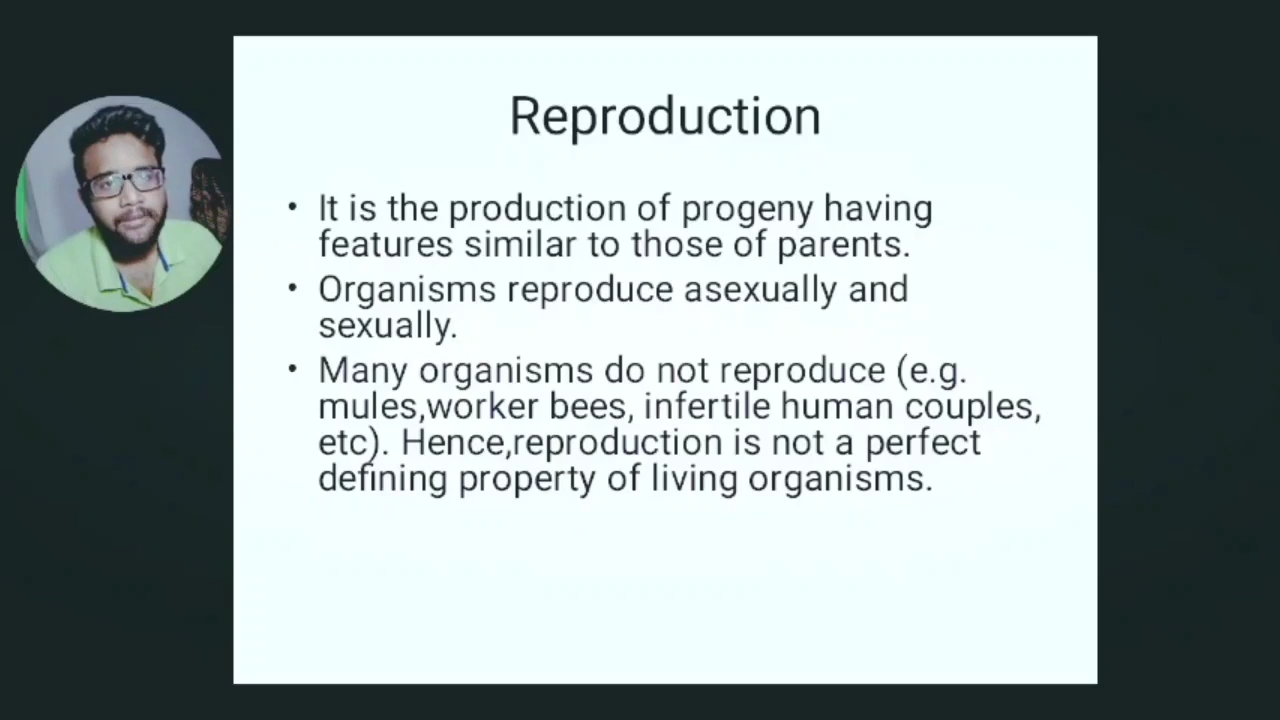 Reproduction
• It is the production of progeny having
features similar to those of parents.
• Organisms reproduce asexually and
sexually.
• Many organisms do not reproduce (e.g.
mules,worker bees, infertile human couples,
etc). Hence,reproduction is not a perfect
defining property of living organisms.